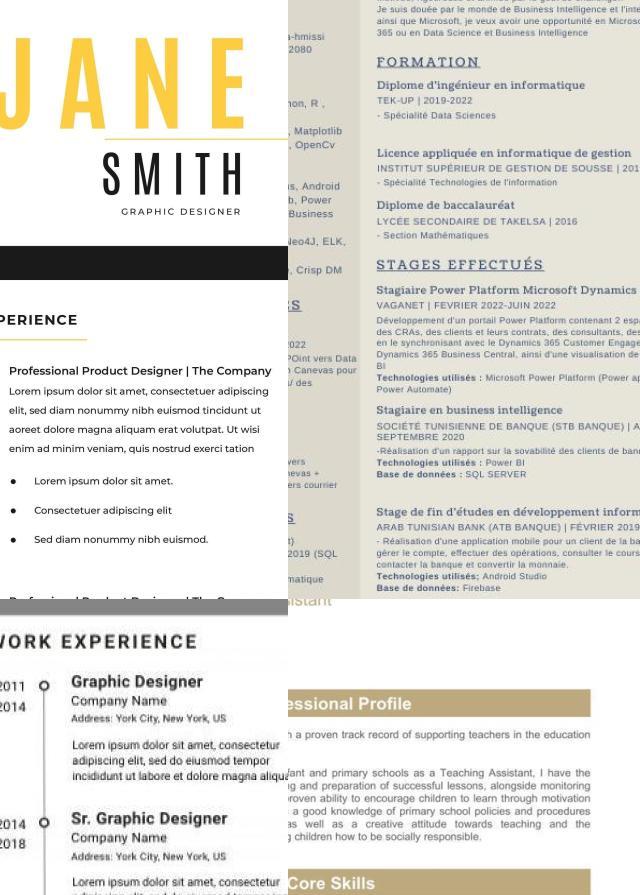 JANE
SMITH
GRAPHIC DESIGNER
PERIENCE
Professional Product Designer | The Company
Lorem ipsum dolor sit amet, consectetuer adipiscing
elit, sed diam nonummy nibh euismod tincidunt ut
aoreet dolore magna aliquam erat volutpat. Ut wisi
enim ad minim veniam, quis nostrud exerci tation
• Lorem ipsum dolor sit amet.
• Consectetuer adipiscing elit
• Sed diam nonummy nibh euismod.
a-hmissi
2080
non, R ,
, Matplotlib
, OpenCv
us, Android
b, Power
Business
Neo4J, ELK,
, Crisp DM
S
2022
POint vers Data
n Canevas pour
s/ des
vers
nevas +
ers courrier
S
2019 (SQL
matique
Je suis douée par le monde de Business Intelligence et l'inte
ainsi que Microsoft, je veux avoir une opportunité en Microso
365 ou en Data Science et Business Intelligence
FORMATION
Diplome d'ingénieur en informatique
TEK-UP | 2019-2022
- Spécialité Data Sciences
Licence appliquée en informatique de gestion
INSTITUT SUPÉRIEUR DE GESTION DE SOUSSE | 201
- Spécialité Technologies de l'information
Diplome de baccalauréat
LYCÉE SECONDAIRE DE TAKELSA | 2016
- Section Mathématiques
STAGES EFFECTUÉS
Stagiaire Power Platform Microsoft Dynamics
VAGANET | FEVRIER 2022-JUIN 2022
Développement d'un portail Power Platform contenant 2 espa
des CRAs, des clients et leurs contrats, des consultants, des
en le synchronisant avec le Dynamics 365 Customer Engage
Dynamics 365 Business Central, ainsi d'une visualisation de
BI
Technologies utilisés : Microsoft Power Platform (Power ap
Power Automate)
Stagiaire en business intelligence
SOCIÉTÉ TUNISIENNE DE BANQUE (STB BANQUE) | A
SEPTEMBRE 2020
-Réalisation d'un rapport sur la sovabilité des clients de banq
Technologies utilisés : Power BI
Base de données : SQL SERVER
Stage de fin d'études en développement inform
ARAB TUNISIAN BANK (ATB BANQUE) | FÉVRIER 2019
- Réalisation d'une application mobile pour un client de la ba
gérer le compte, effectuer des opérations, consulter le cours
contacter la banque et convertir la monnaie.
Technologies utilisés; Android Studio
Base de données: Firebase
WORK EXPERIENCE
2011
2014
Graphic Designer
Company Name
Address: York City, New York, US
Lorem ipsum dolor sit amet, consectetur
adipiscing elit, sed do eiusmod tempor
incididunt ut labore et dolore magna aliqua
2014
2018
Sr. Graphic Designer
Company Name
Address: York City, New York, US
Lorem ipsum dolor sit amet, consectetur
istant
essional Profile
h a proven track record of supporting teachers in the education
fant and primary schools as a Teaching Assistant, I have the
g and preparation of successful lessons, alongside monitoring
proven ability to encourage children to learn through motivation
s a good knowledge of primary school policies and procedures
as well as a creative attitude towards teaching and the
g children how to be socially responsible.
Core Skills